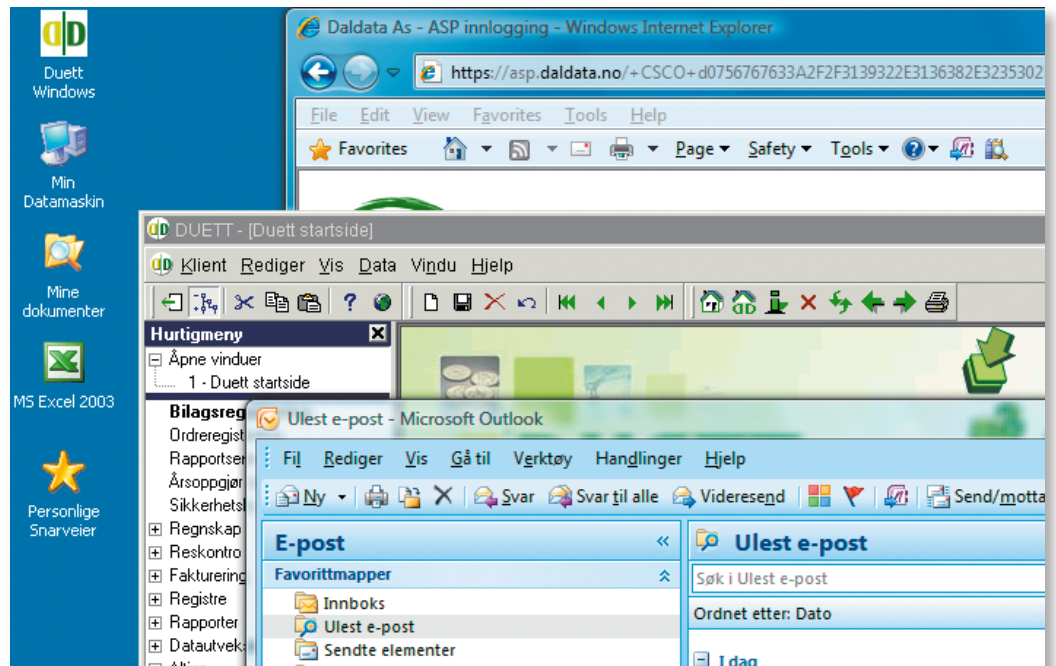 Duett
Windows
Min
Datamaskin
Mine
dokumenter
MS Excel 2003
Personlige
Snarveier
Daldata As - ASP innlogging - Windows Internet Explorer
https://asp.daldata.no/+CSCO+d0756767633A2F2F3139322E3136382E3235302
File Edit View Favorites Tools Help
Favorites Page Safety Tools
DUETT - [Duett startside]
Klient Rediger Vis Data Vindu Hjelp
Hurtigmeny
Åpne vinduer
1 - Duett startside
Bilagsreg
Ordreregist
Rapportser
Årsoppgjør
Sikkerhetsl
Regnskap
Reskontro
Fakturering
Registre
Rapporter
Datautvek
Ulest e-post - Microsoft Outlook
Fil Rediger Vis Gå til Verktøy Handlinger Hjelp
Ny Svar Svar til alle Videresend Send/motta
E-post «
Favorittmapper
Innboks
Ulest e-post
Sendte elementer
Ulest e-post
Søk i Ulest e-post
Ordnet etter: Dato
I dag